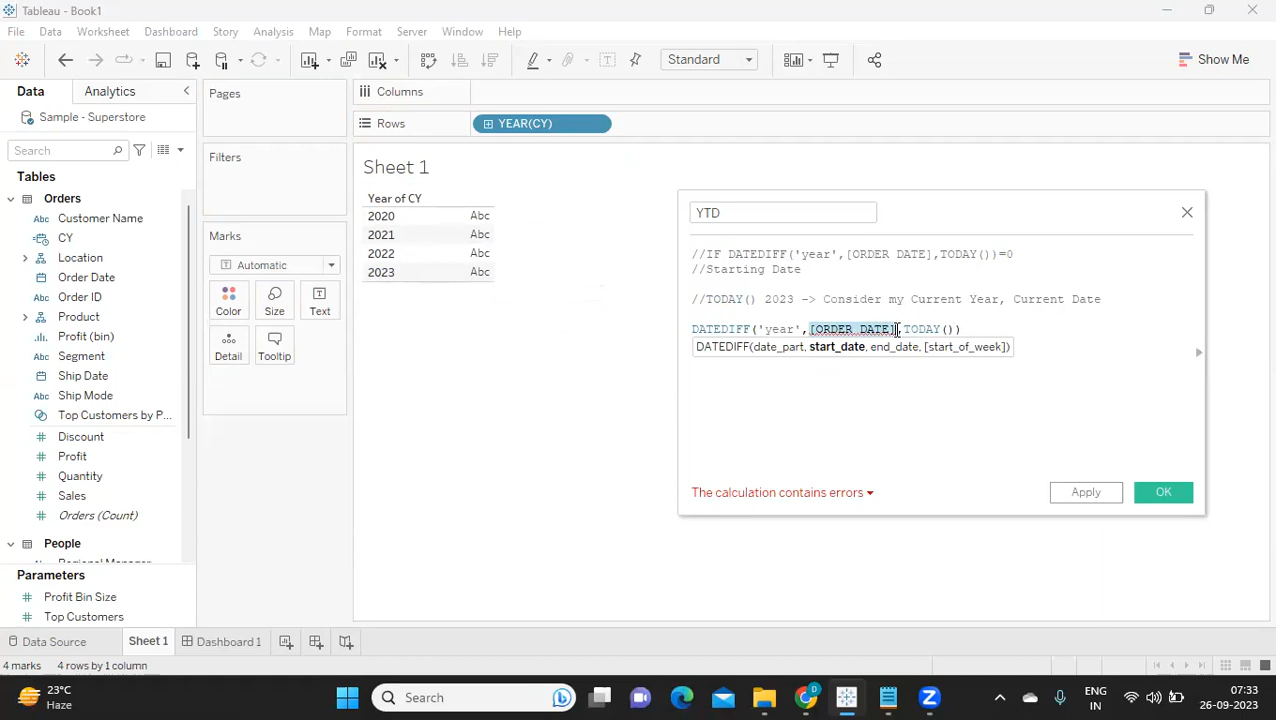 Tableau - Book1
File Data Worksheet Dashboard Story Analysis Map Format Server Window Help
Standard
Show Me
Data Analytics
Sample - Superstore
Search
Tables
Orders
Abc Customer Name
CY
Location
Order Date
Abc Order ID
Product
Profit (bin)
Abc Segment
Ship Date
Abc Ship Mode
Top Customers by P...
Discount
Profit
Quantity
Sales
Orders (Count)
People
Parameters
Profit Bin Size
Top Customers
Pages
Filters
Marks
Automatic
Color Size Text
Detail Tooltip
Columns
Rows YEAR(CY)
Sheet 1
Year of CY
2020 Abc
2021 Abc
2022 Abc
2023 Abc
YTD
//IF DATEDIFF('year',[ORDER DATE],TODAY())=0
//Starting Date
//TODAY() 2023 -> Consider my Current Year, Current Date
DATEDIFF('year',[ORDER DATE],TODAY())
DATEDIFF(date_part, start_date, end_date, [start_of_week])
The calculation contains errors
Apply OK
Data Source Sheet 1 Dashboard 1
4 marks 4 rows by 1 column
23°C
Haze
Search
ENG
IN
07:33
26-09-2023